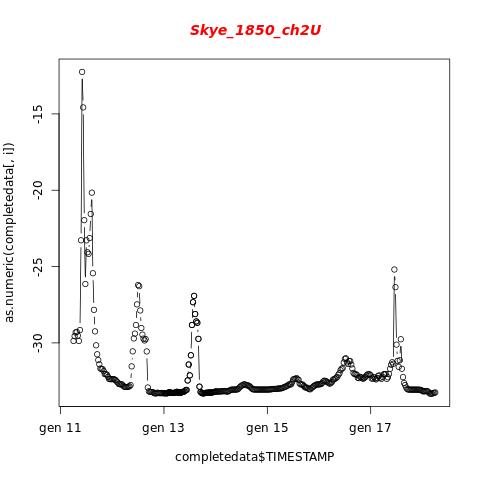 Skye_1850_ch2U
as.numeric(completedata[, i])
-15
-20
-25
-30
gen 11
gen 13
gen 15
gen 17
completedata$TIMESTAMP